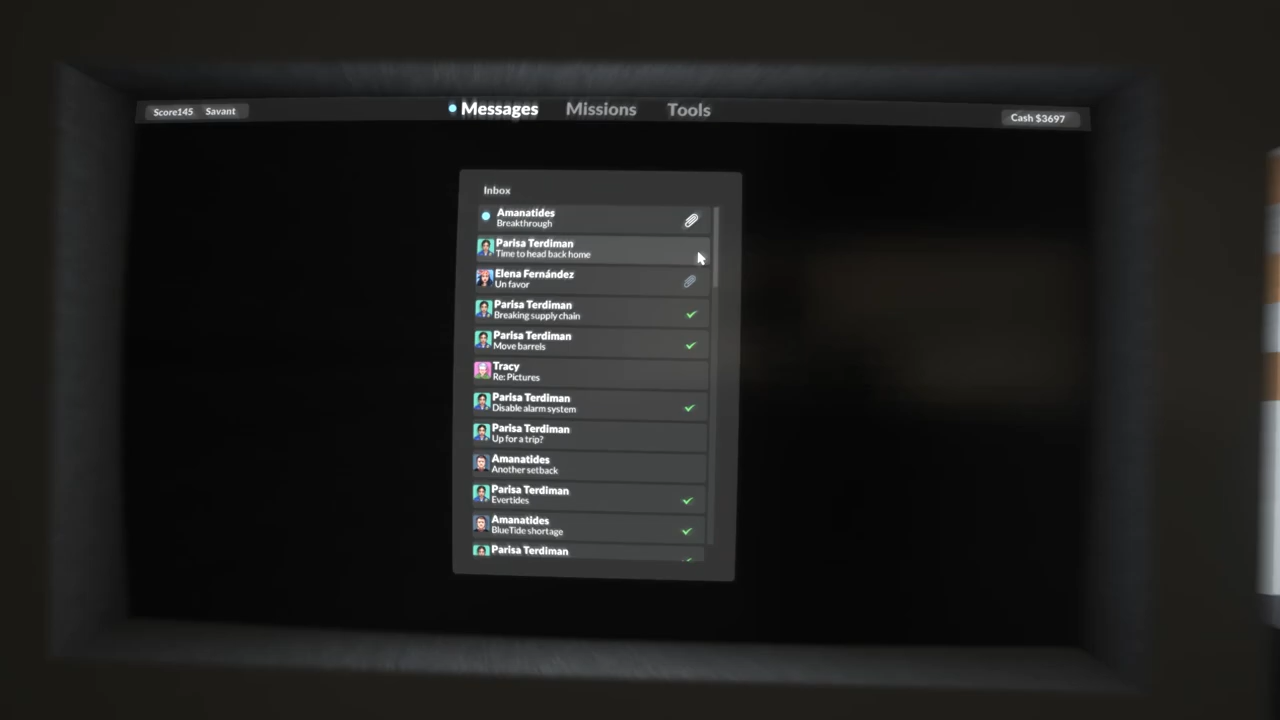 Score145 Savant
Messages
Missions
Tools
Cash $3697
Inbox
Amanatides
Breakthrough
Parisa Terdiman
Time to head back home
Elena Fernández
Un favor
Parisa Terdiman
Breaking supply chain
Parisa Terdiman
Move barrels
Tracy
Re: Pictures
Parisa Terdiman
Disable alarm system
Parisa Terdiman
Up for a trip?
Amanatides
Another setback
Parisa Terdiman
Evertides
Amanatides
BlueTide shortage
Parisa Terdiman